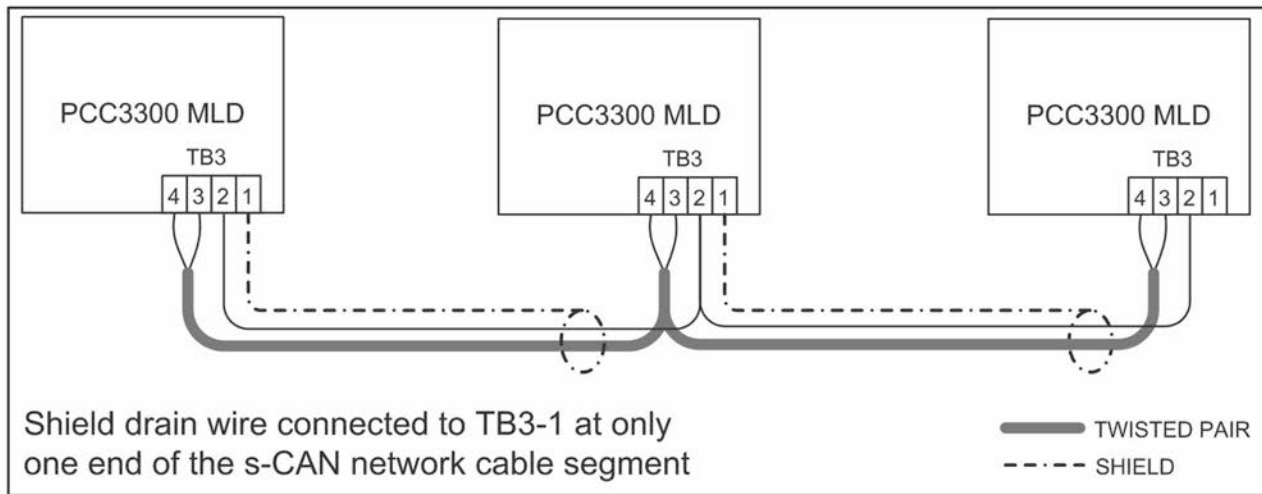 PCC3300 MLD
PCC3300 MLD
PCC3300 MLD
TB3
TB3
TB3
4 3 2 1
4 3 2 1
4 3 2 1
Shield drain wire connected to TB3-1 at only
one end of the s-CAN network cable segment
TWISTED PAIR
SHIELD